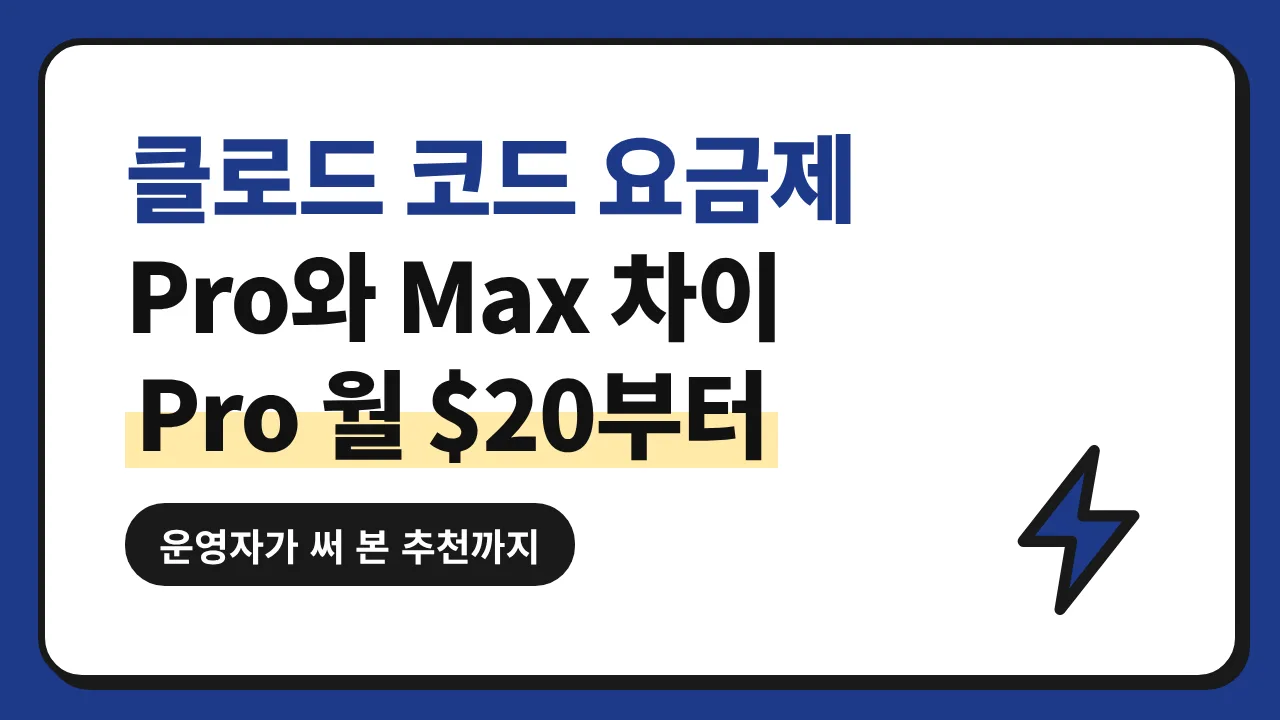 클로드 코드 요금제
Pro와 Max 차이
Pro 월 $20부터
운영자가 써 본 추천까지